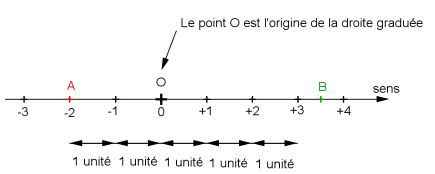 Le point O est l'origine de la droite graduée
O
A
B
sens
-3 -2 -1 0 +1 +2 +3 +4
1 unité 1 unité 1 unité 1 unité 1 unité